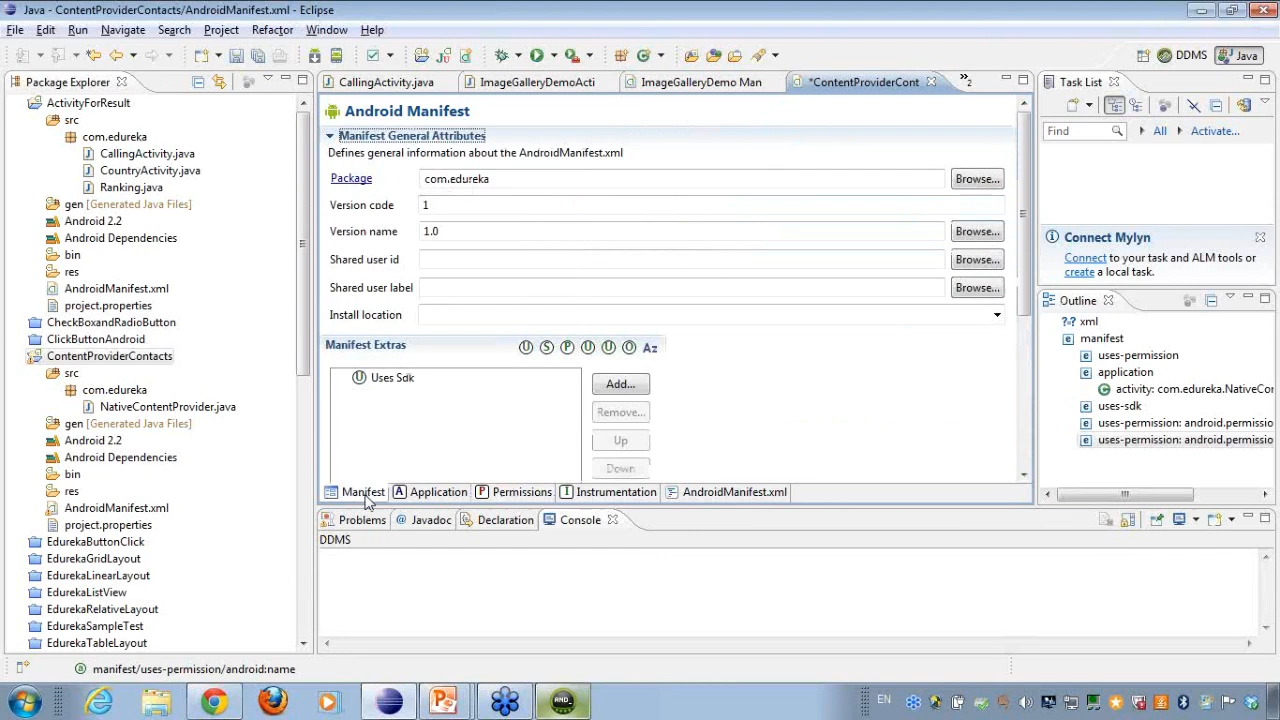 Java - ContentProviderContacts/AndroidManifest.xml - Eclipse
File Edit Run Navigate Search Project Refactor Window Help
DDMS Java
Package Explorer
ActivityForResult
src
com.edureka
CallingActivity.java
CountryActivity.java
Ranking.java
gen [Generated Java Files]
Android 2.2
Android Dependencies
bin
res
AndroidManifest.xml
project.properties
CheckBoxandRadioButton
ClickButtonAndroid
ContentProviderContacts
src
com.edureka
NativeContentProvider.java
gen [Generated Java Files]
Android 2.2
Android Dependencies
bin
res
AndroidManifest.xml
project.properties
EdurekaButtonClick
EdurekaGridLayout
EdurekaLinearLayout
EdurekaListView
EdurekaRelativeLayout
EdurekaSampleTest
EdurekaTableLayout
CallingActivity.java ImageGalleryDemoActi ImageGalleryDemo Man *ContentProviderCont »2
Android Manifest
Manifest General Attributes
Defines general information about the AndroidManifest.xml
Package com.edureka Browse...
Version code 1
Version name 1.0 Browse...
Shared user id Browse...
Shared user label Browse...
Install location
Manifest Extras U S P U U O Az
U Uses Sdk
Add...
Remove...
Up
Down
Manifest A Application P Permissions I Instrumentation AndroidManifest.xml
Problems @ Javadoc Declaration Console
DDMS
Task List
Find All Activate...
Connect Mylyn
Connect to your task and ALM tools or
create a local task.
Outline
?=? xml
e manifest
e uses-permission
e application
C activity: com.edureka.NativeCo
e uses-sdk
e uses-permission: android.permissio
e uses-permission: android.permissio
manifest/uses-permission/android:name
EN